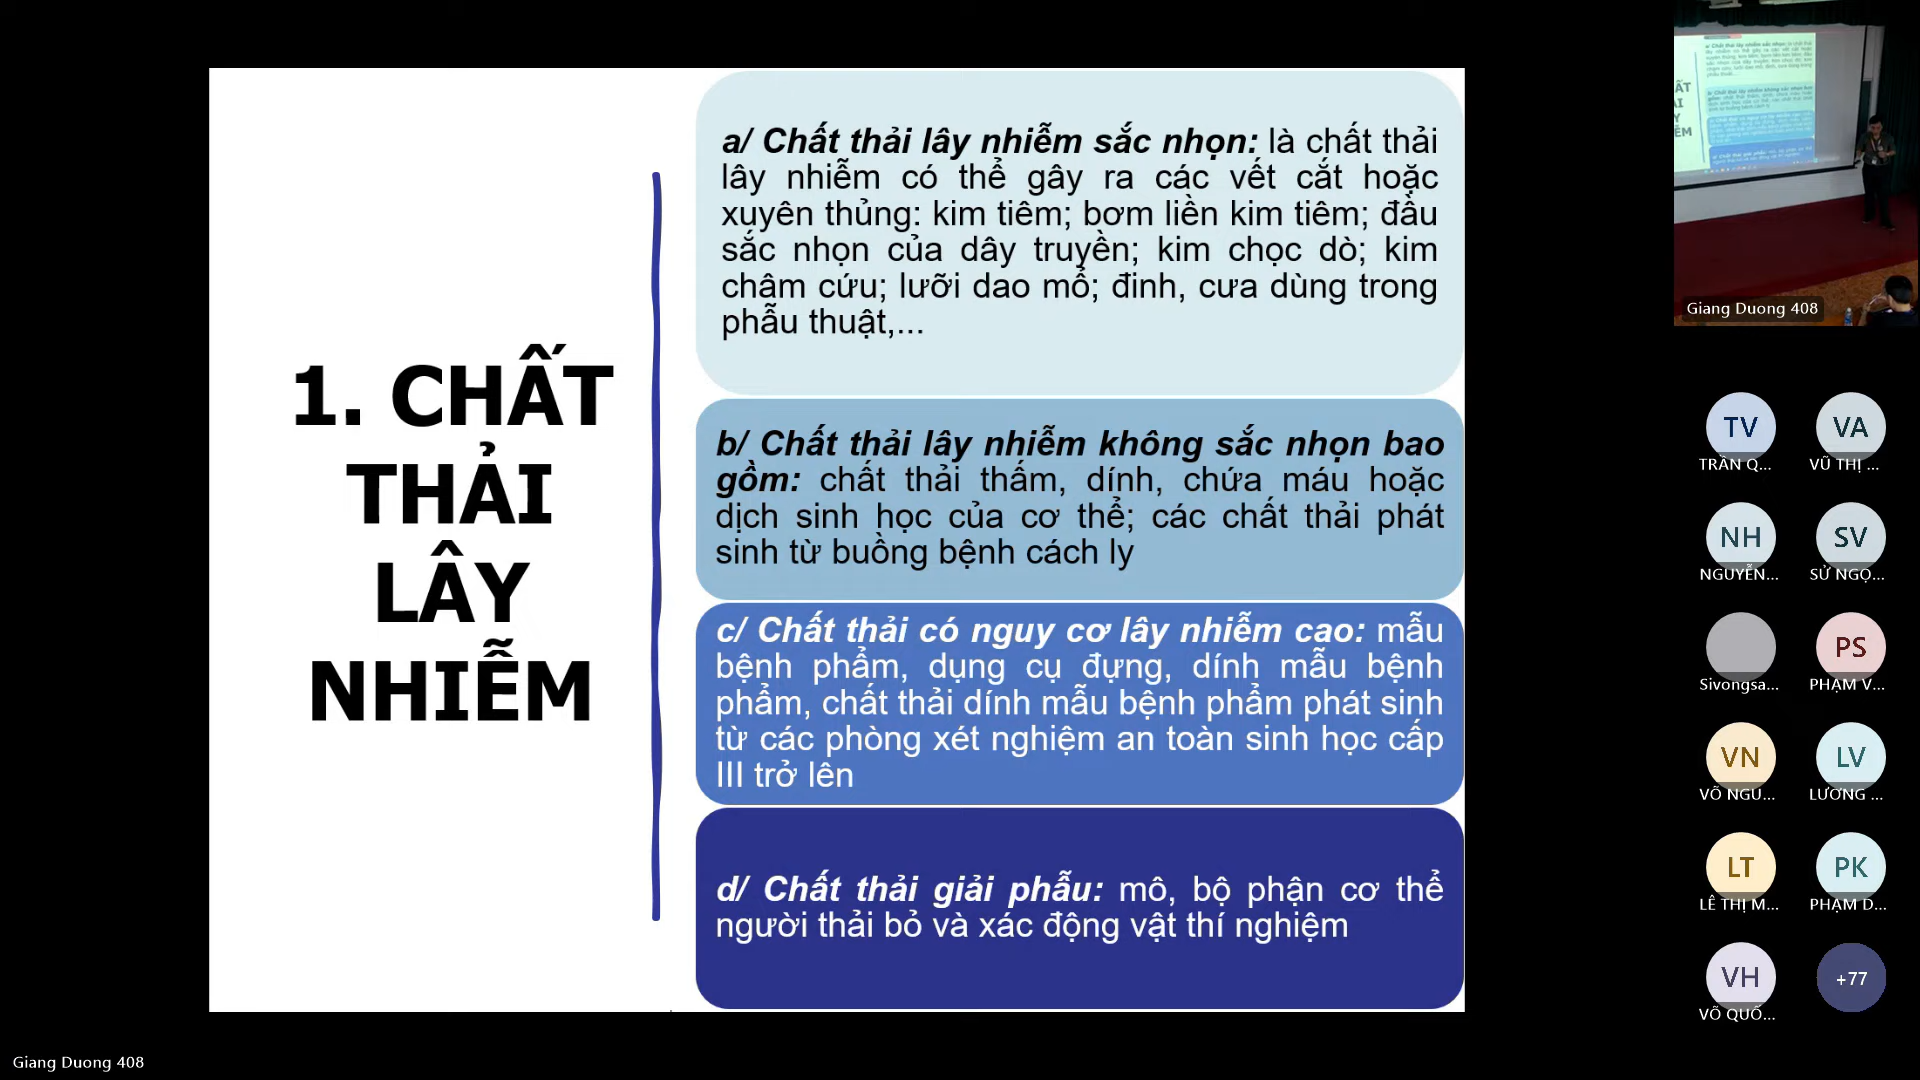 1. CHẤT
THẢI
LÂY
NHIỄM
a/ Chất thải lây nhiễm sắc nhọn: là chất thải
lây nhiễm có thể gây ra các vết cắt hoặc
xuyên thủng: kim tiêm; bơm liền kim tiêm; đầu
sắc nhọn của dây truyền; kim chọc dò; kim
châm cứu; lưỡi dao mổ; đinh, cưa dùng trong
phẫu thuật,...
b/ Chất thải lây nhiễm không sắc nhọn bao
gồm: chất thải thấm, dính, chứa máu hoặc
dịch sinh học của cơ thể; các chất thải phát
sinh từ buồng bệnh cách ly
c/ Chất thải có nguy cơ lây nhiễm cao: mẫu
bệnh phẩm, dụng cụ đựng, dính mẫu bệnh
phẩm, chất thải dính mẫu bệnh phẩm phát sinh
từ các phòng xét nghiệm an toàn sinh học cấp
III trở lên
d/ Chất thải giải phẫu: mô, bộ phận cơ thể
người thải bỏ và xác động vật thí nghiệm
Giang Duong 408
TV VA
TRẦN Q... VŨ THỊ ...
NH SV
NGUYỄN... SỬ NGỌ...
PS
Sivongsa... PHẠM V...
VN LV
VÕ NGU... LƯƠNG ...
LT PK
LÊ THỊ M... PHẠM D...
VH +77
VÕ QUỐ...
Giang Duong 408